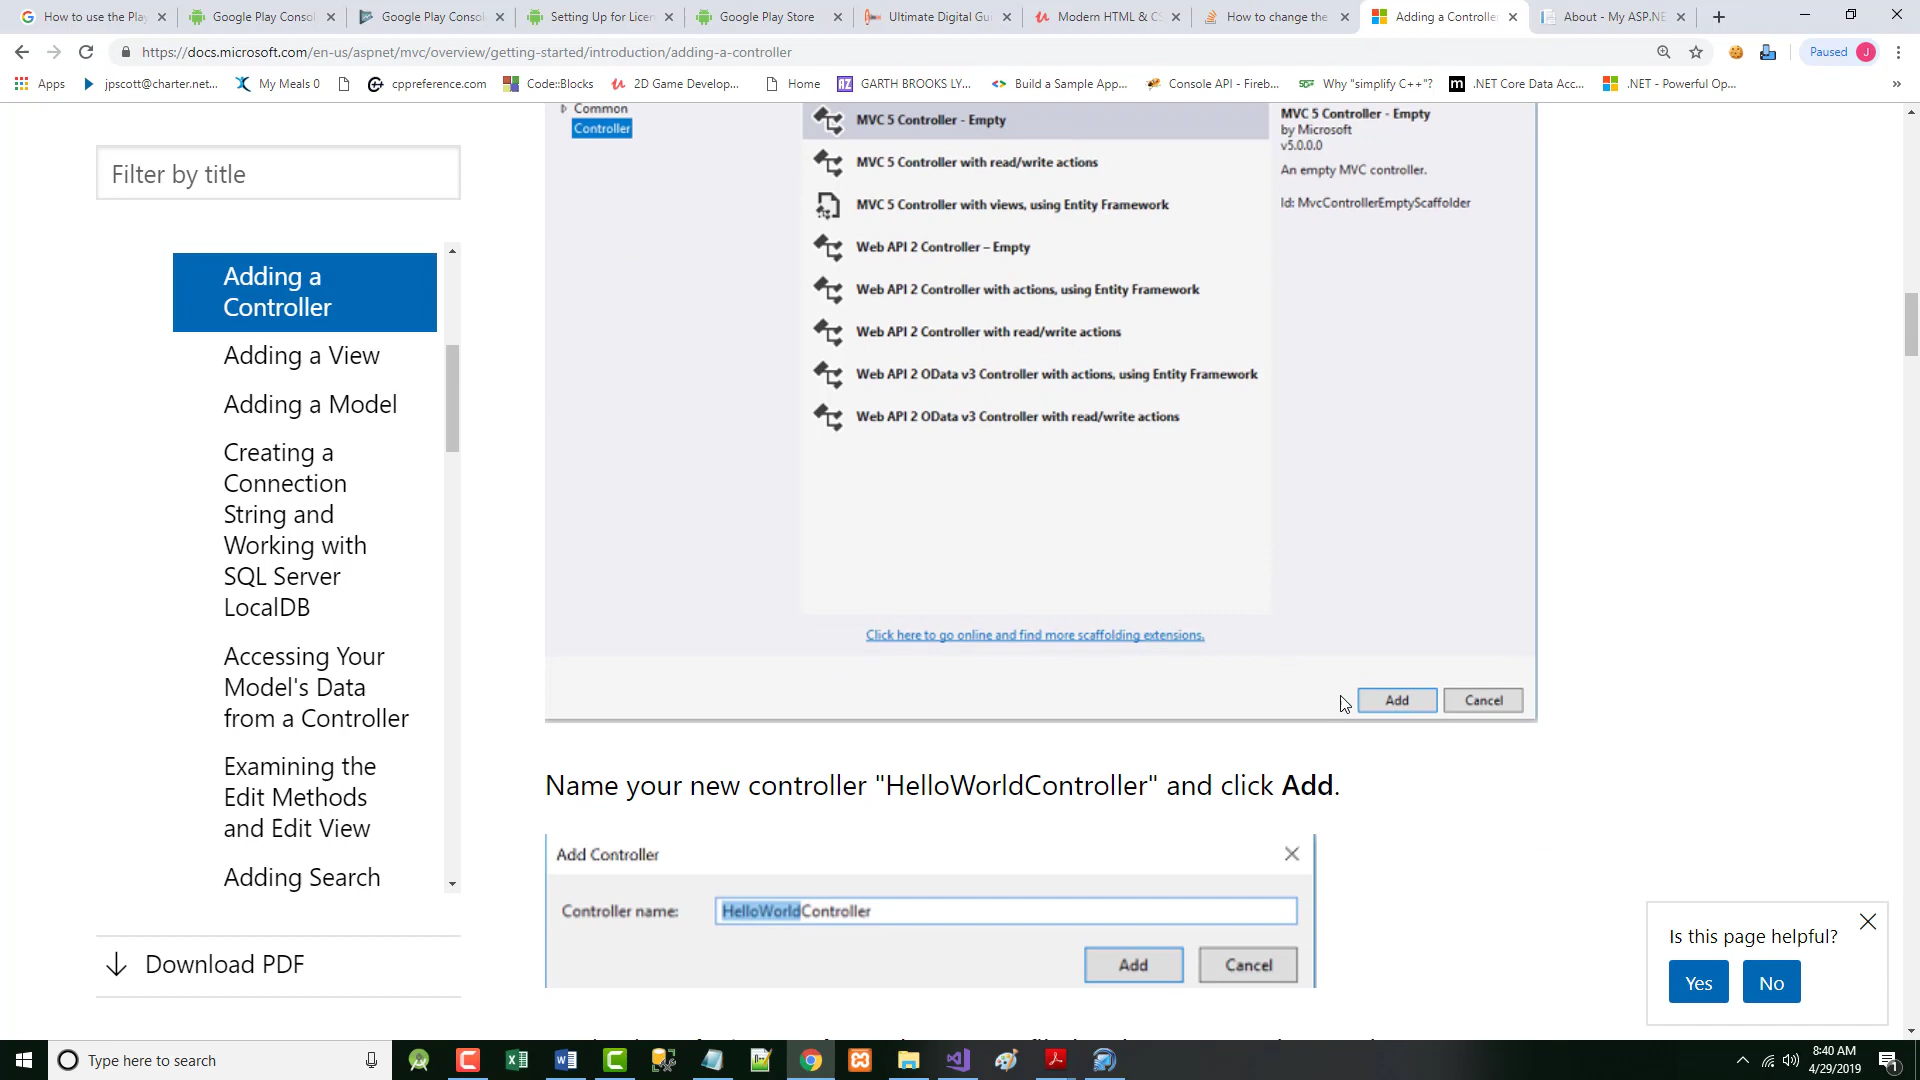 How to use the Play
Google Play Consol
Google Play Consol
Setting Up for Licen
Google Play Store
Ultimate Digital Gui
Modern HTML & CS
How to change the
Adding a Controller
About - My ASP.NE
https://docs.microsoft.com/en-us/aspnet/mvc/overview/getting-started/introduction/adding-a-controller
Paused J
Apps
jpscott@charter.net...
My Meals 0
cppreference.com
Code::Blocks
2D Game Develop...
Home
GARTH BROOKS LY...
Build a Sample App...
Console API - Fireb...
Why "simplify C++"?
.NET Core Data Acc...
.NET - Powerful Op...
Filter by title
Adding a
Controller
Adding a View
Adding a Model
Creating a
Connection
String and
Working with
SQL Server
LocalDB
Accessing Your
Model's Data
from a Controller
Examining the
Edit Methods
and Edit View
Adding Search
Download PDF
Common
Controller
MVC 5 Controller - Empty
MVC 5 Controller with read/write actions
MVC 5 Controller with views, using Entity Framework
Web API 2 Controller – Empty
Web API 2 Controller with actions, using Entity Framework
Web API 2 Controller with read/write actions
Web API 2 OData v3 Controller with actions, using Entity Framework
Web API 2 OData v3 Controller with read/write actions
MVC 5 Controller - Empty
by Microsoft
v5.0.0.0
An empty MVC controller.
Id: MvcControllerEmptyScaffolder
Click here to go online and find more scaffolding extensions.
Add
Cancel
Name your new controller "HelloWorldController" and click Add.
Add Controller
Controller name:
HelloWorldController
Add
Cancel
Is this page helpful?
Yes
No
Type here to search
8:40 AM
4/29/2019
1